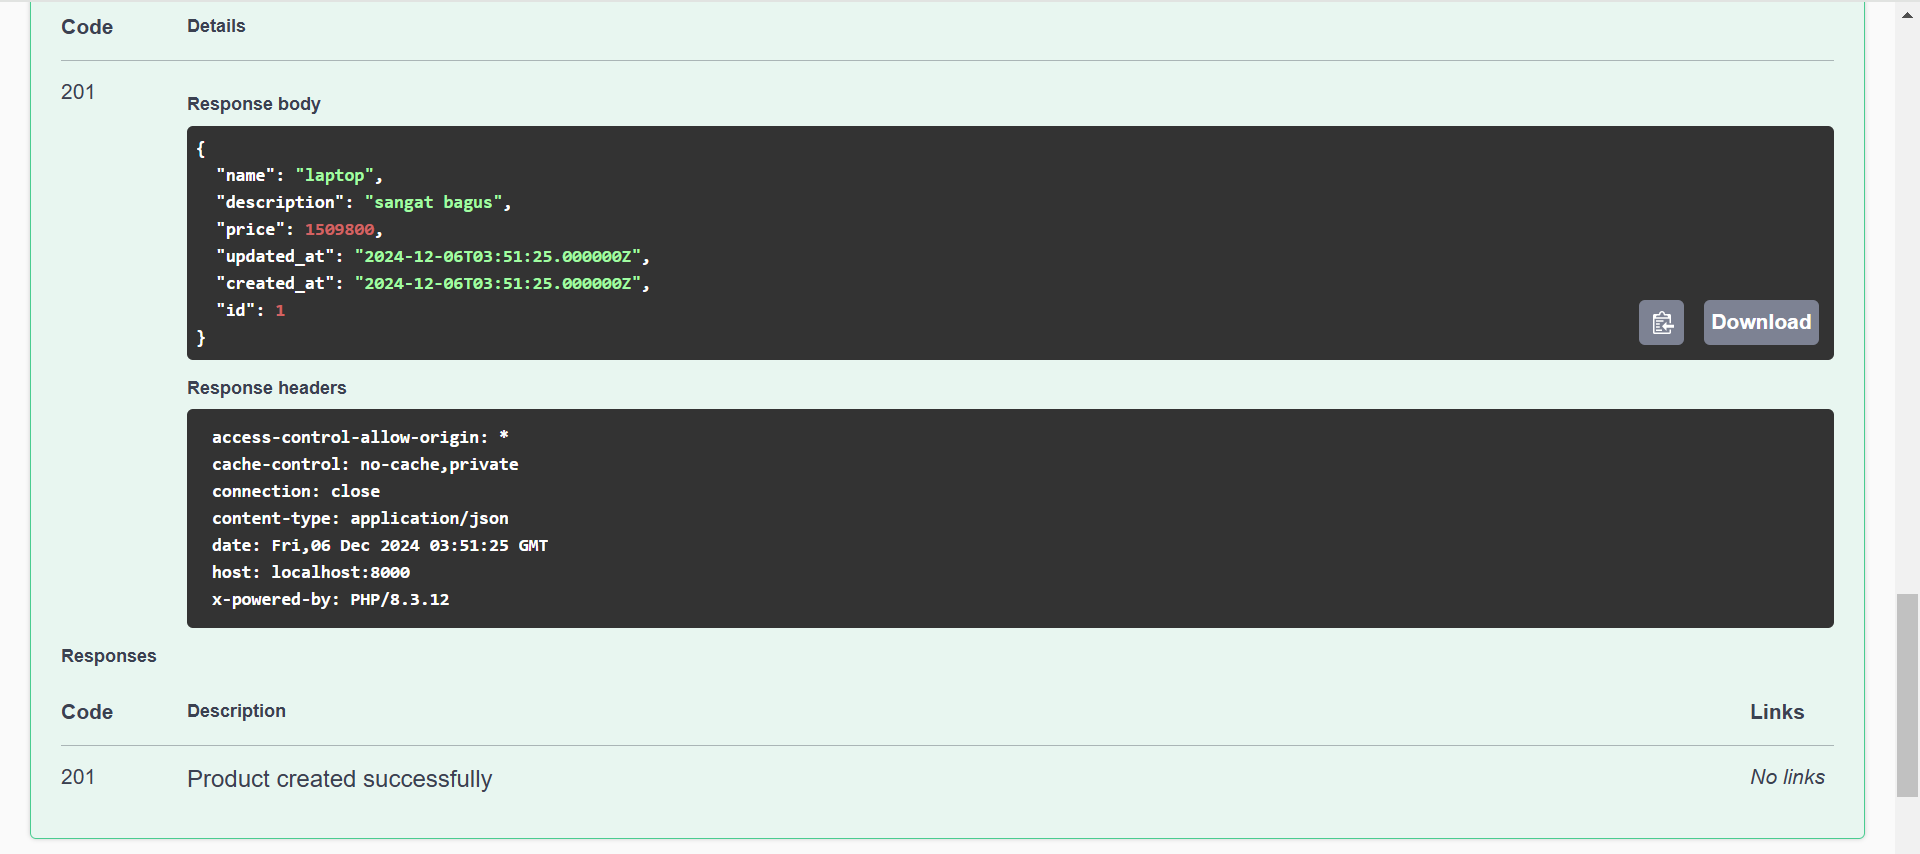 Code Details
201
Response body
{
  "name": "laptop",
  "description": "sangat bagus",
  "price": 1509800,
  "updated_at": "2024-12-06T03:51:25.000000Z",
  "created_at": "2024-12-06T03:51:25.000000Z",
  "id": 1
}
Download
Response headers
access-control-allow-origin: *
cache-control: no-cache,private
connection: close
content-type: application/json
date: Fri,06 Dec 2024 03:51:25 GMT
host: localhost:8000
x-powered-by: PHP/8.3.12
Responses
Code Description Links
201 Product created successfully No links